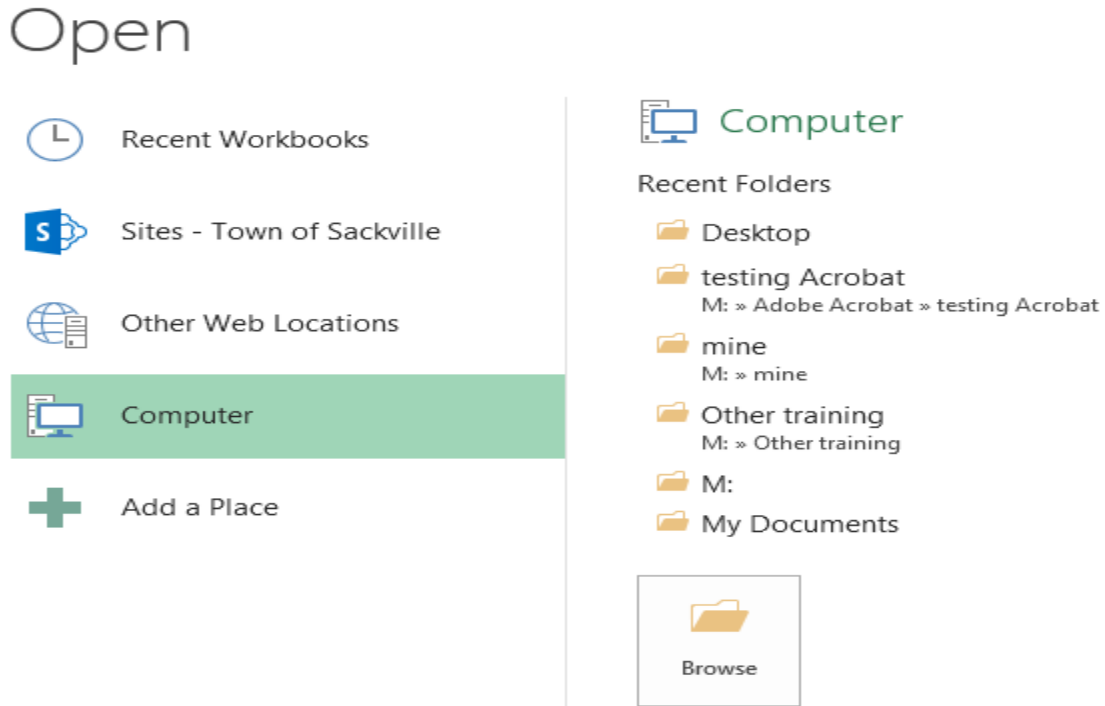 Open
Recent Workbooks
S
Sites - Town of Sackville
Other Web Locations
Computer
Add a Place
Computer
Recent Folders
Desktop
testing Acrobat
M: » Adobe Acrobat » testing Acrobat
mine
M: » mine
Other training
M: » Other training
M:
My Documents
Browse